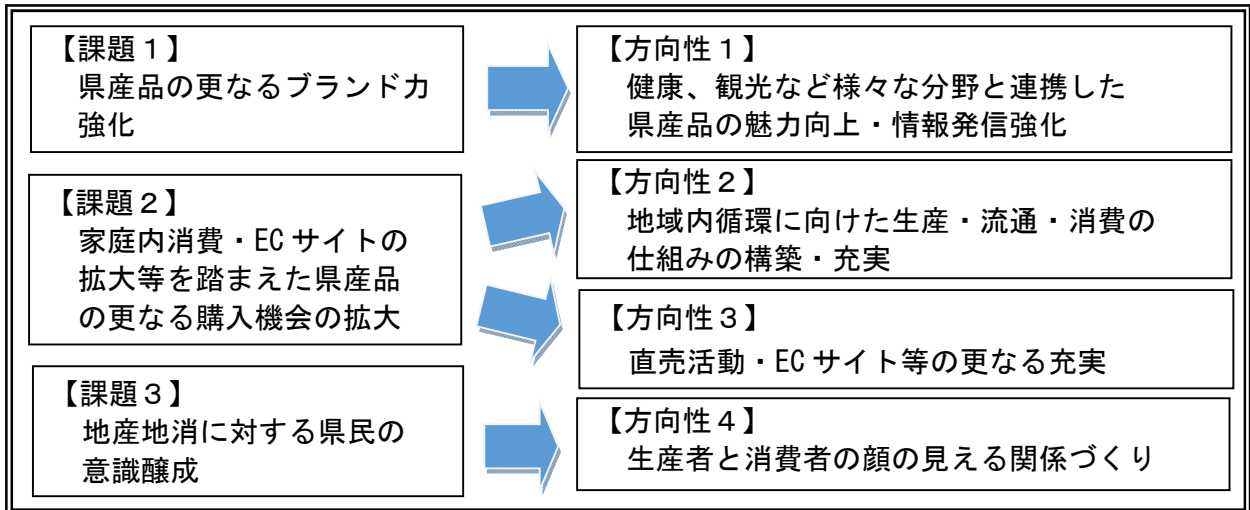 【課題１】
県産品の更なるブランド力
強化
【方向性１】
健康、観光など様々な分野と連携した
県産品の魅力向上・情報発信強化
【課題２】
家庭内消費・EC サイトの
拡大等を踏まえた県産品
の更なる購入機会の拡大
【方向性２】
地域内循環に向けた生産・流通・消費の
仕組みの構築・充実
【方向性３】
直売活動・EC サイト等の更なる充実
【課題３】
地産地消に対する県民の
意識醸成
【方向性４】
生産者と消費者の顔の見える関係づくり